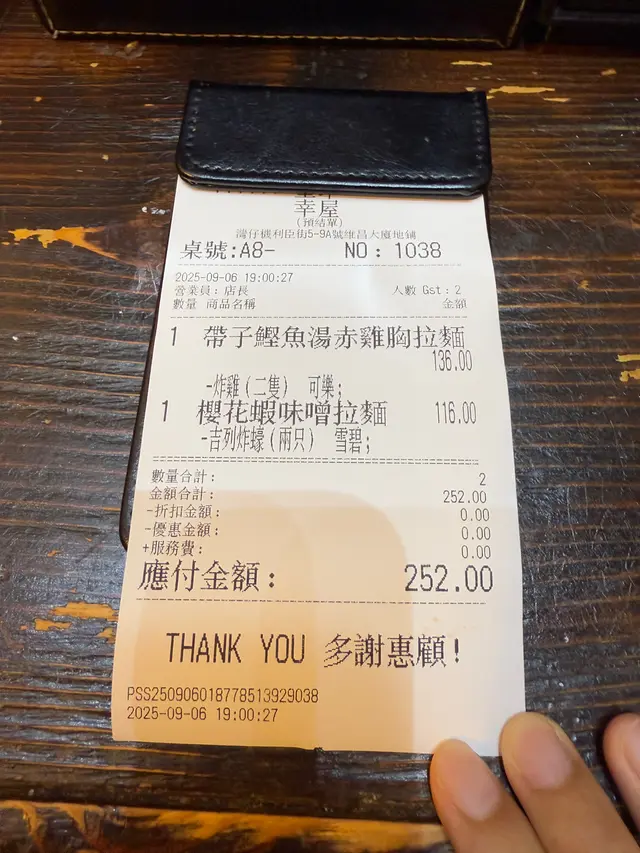 幸屋
(預結單)
灣仔機利臣街5-9A號維昌大廈地鋪
桌號:A8- NO: 1038
2025-09-06 19:00:27
營業員:店長 人數 Gst:2
數量 商品名稱 金額
1 帶子鰹魚湯赤雞胸拉麵
136.00
-炸雞(二隻) 可樂;
1 櫻花蝦味噌拉麵 116.00
-吉列炸蠔(兩只) 雪碧;
數量合計: 2
金額合計: 252.00
-折扣金額: 0.00
-優惠金額: 0.00
+服務費: 0.00
應付金額: 252.00
THANK YOU 多謝惠顧!
PSS250906018778513929038
2025-09-06 19:00:27